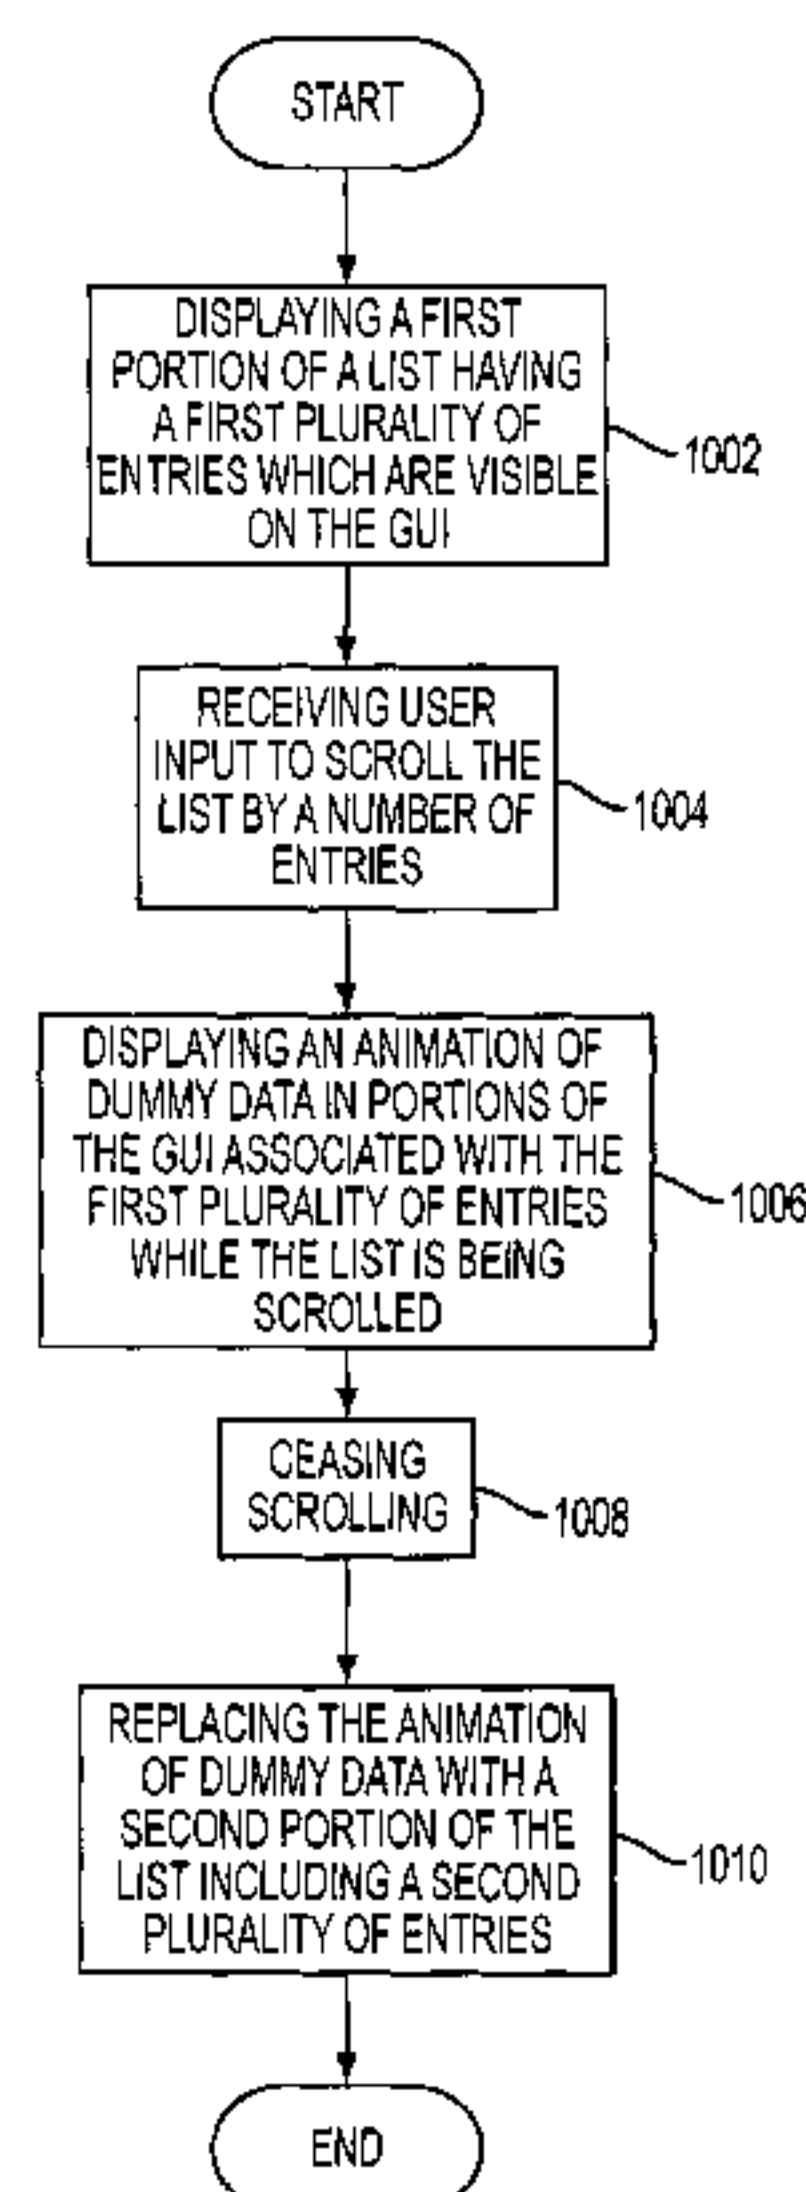 START
DISPLAYING A FIRST
PORTION OF A LIST HAVING
A FIRST PLURALITY OF
ENTRIES WHICH ARE VISIBLE
ON THE GUI
1002
RECEIVING USER
INPUT TO SCROLL THE
LIST BY A NUMBER OF
ENTRIES
1004
DISPLAYING AN ANIMATION OF
DUMMY DATA IN PORTIONS OF
THE GUI ASSOCIATED WITH THE
FIRST PLURALITY OF ENTRIES
WHILE THE LIST IS BEING
SCROLLED
1006
CEASING
SCROLLING
1008
REPLACING THE ANIMATION
OF DUMMY DATA WITH A
SECOND PORTION OF THE
LIST INCLUDING A SECOND
PLURALITY OF ENTRIES
1010
END